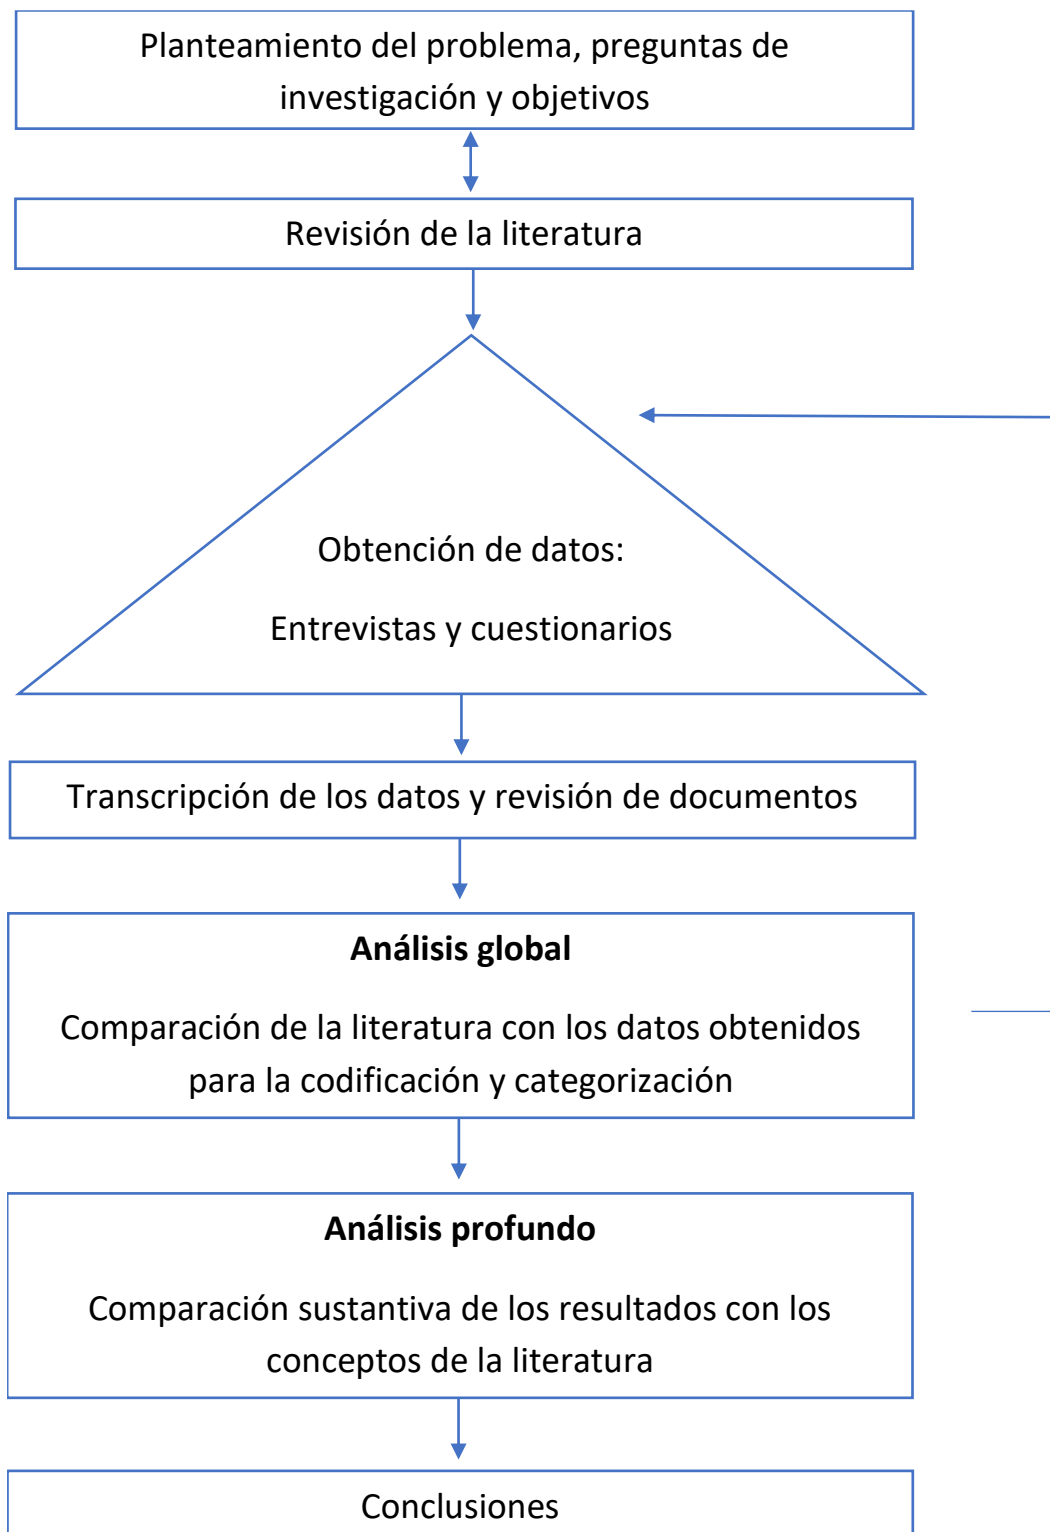 Planteamiento del problema, preguntas de
investigación y objetivos
Revisión de la literatura
Obtención de datos:
Entrevistas y cuestionarios
Transcripción de los datos y revisión de documentos
Análisis global
Comparación de la literatura con los datos obtenidos
para la codificación y categorización
Análisis profundo
Comparación sustantiva de los resultados con los
conceptos de la literatura
Conclusiones